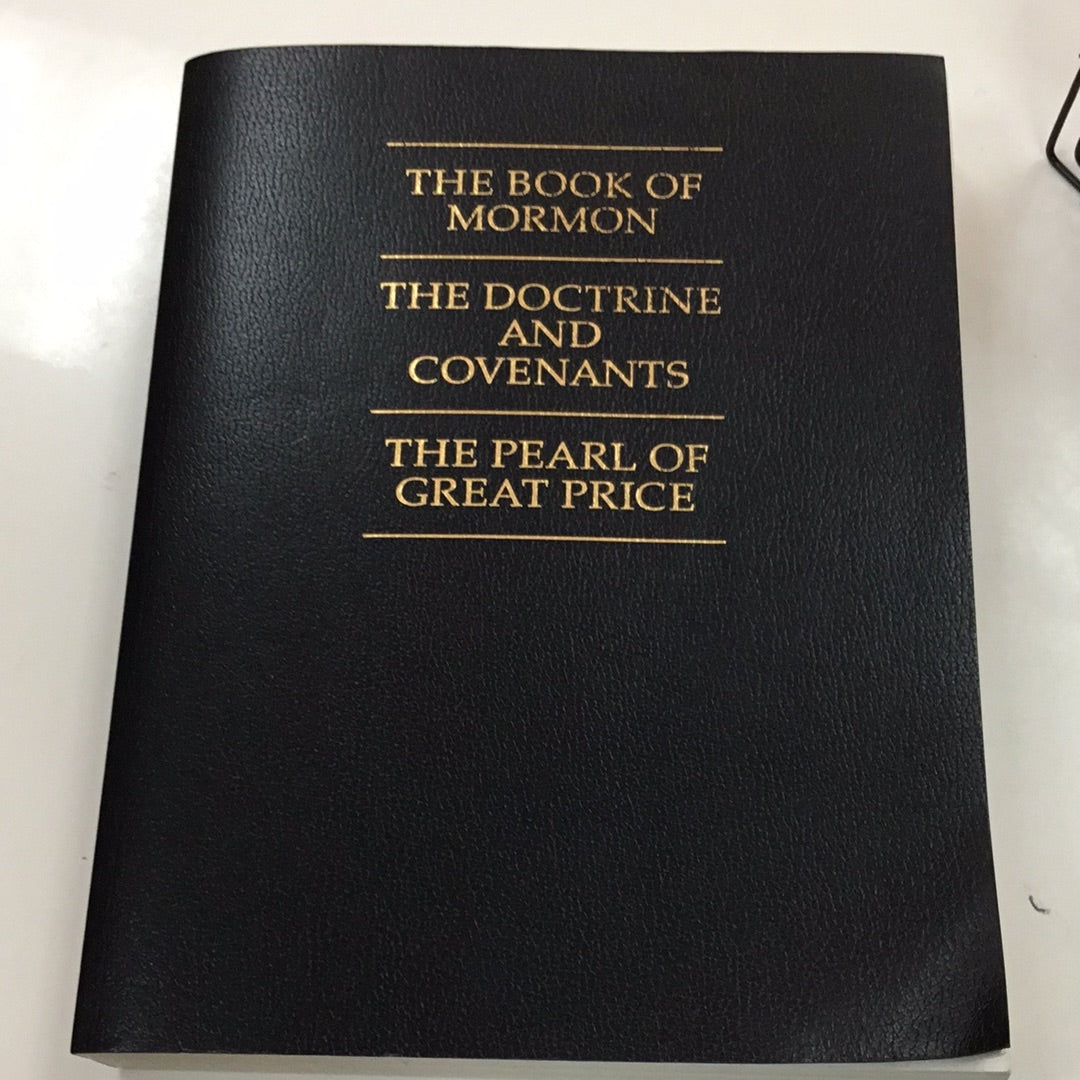 THE BOOK OF
MORMON
THE DOCTRINE
AND
COVENANTS
THE PEARL OF
GREAT PRICE